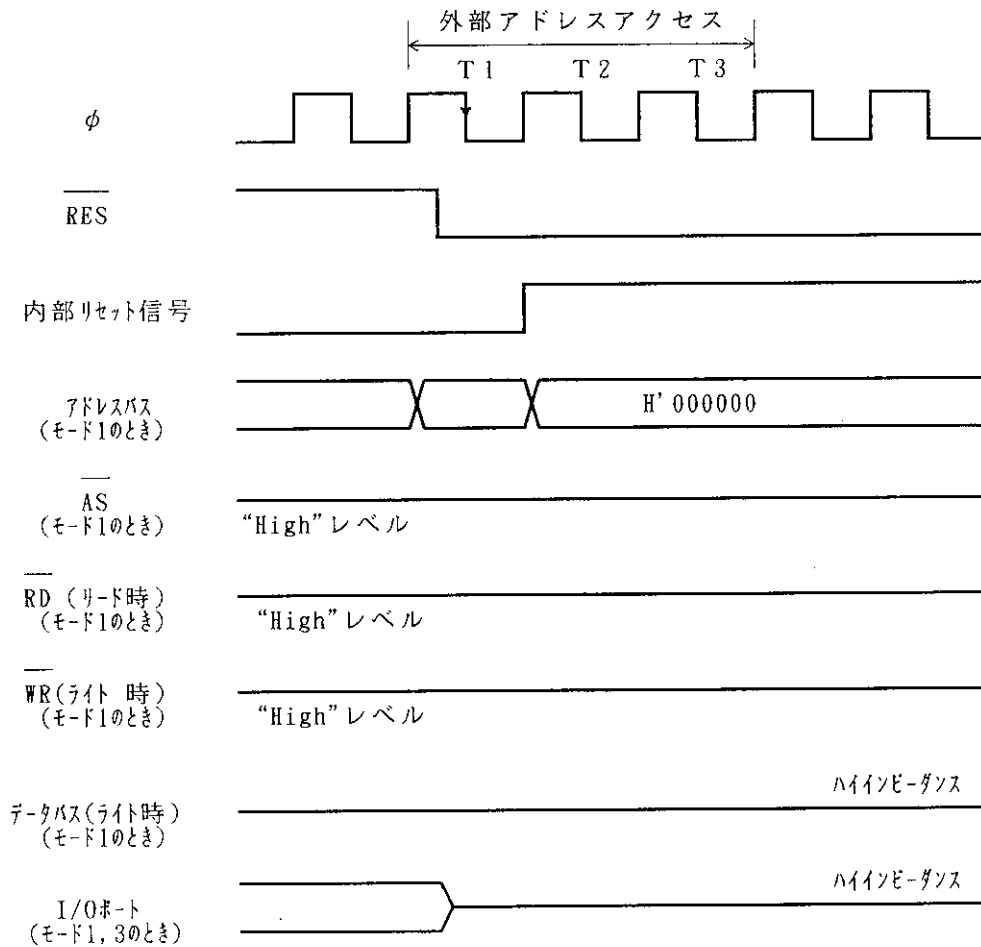 外部アドレスアクセス
T1 T2 T3
φ
RES
内部リセット信号
アドレスバス
(モード1のとき)
H'000000
AS
(モード1のとき)
“High”レベル
RD (リード時)
(モード1のとき)
“High”レベル
WR(ライト 時)
(モード1のとき)
“High”レベル
データバス(ライト時)
(モード1のとき)
ハイインピーダンス
I/Oポート
(モード1,3のとき)
ハイインピーダンス